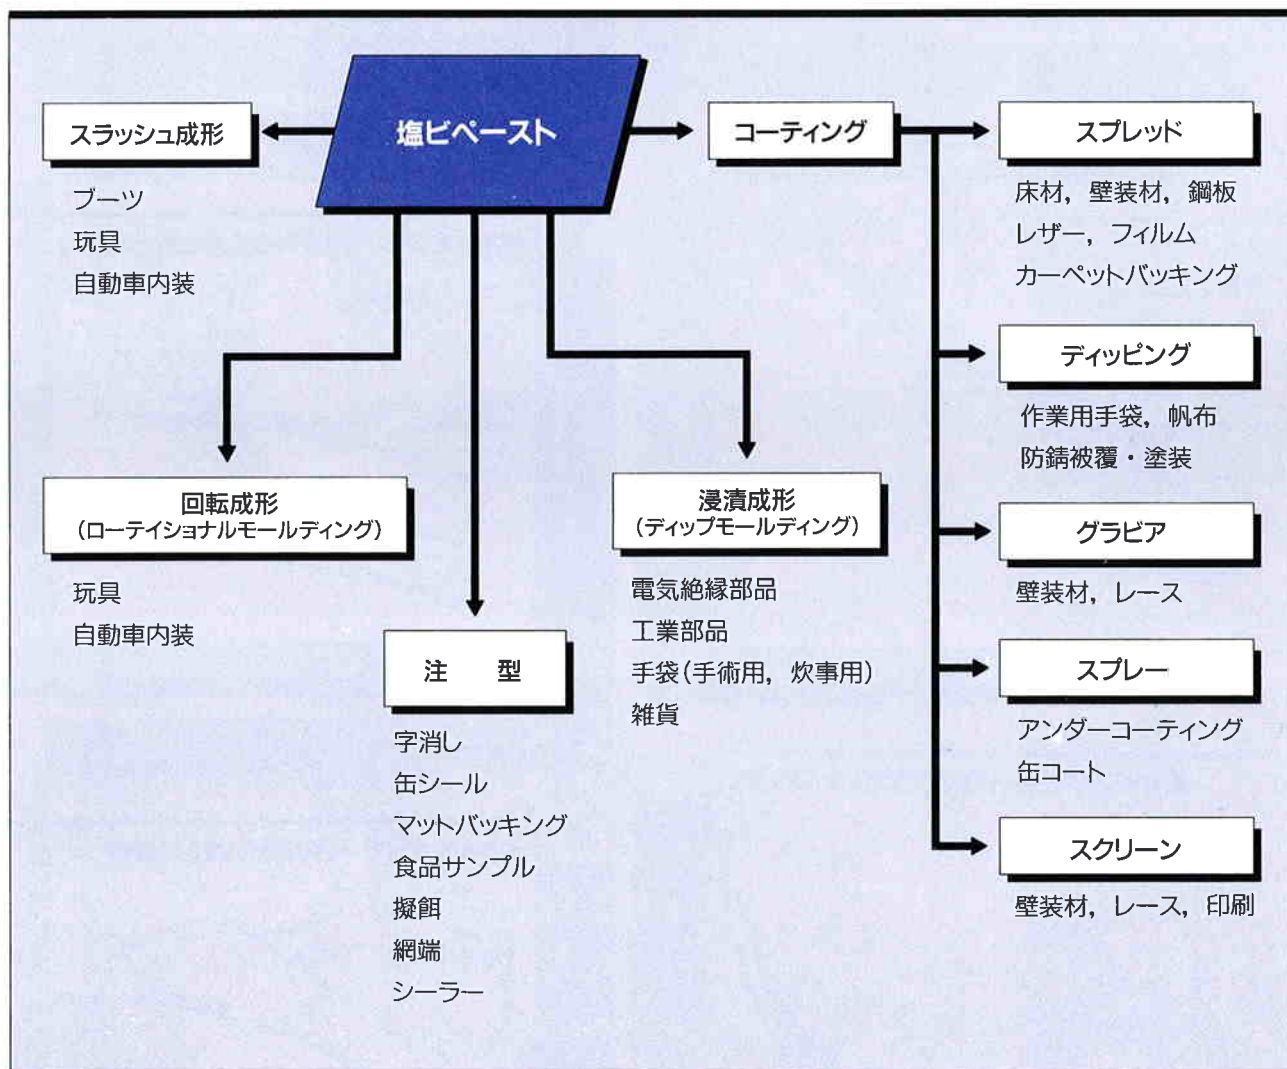 塩ビペースト
スラッシュ成形
ブーツ
玩具
自動車内装
回転成形
(ローテイショナルモールディング)
玩具
自動車内装
注　型
字消し
缶シール
マットバッキング
食品サンプル
擬餌
網端
シーラー
浸漬成形
(ディップモールディング)
電気絶縁部品
工業部品
手袋(手術用，炊事用)
雑貨
コーティング
スプレッド
床材，壁装材，鋼板
レザー，フィルム
カーペットバッキング
ディッピング
作業用手袋，帆布
防錆被覆・塗装
グラビア
壁装材，レース
スプレー
アンダーコーティング
缶コート
スクリーン
壁装材，レース，印刷